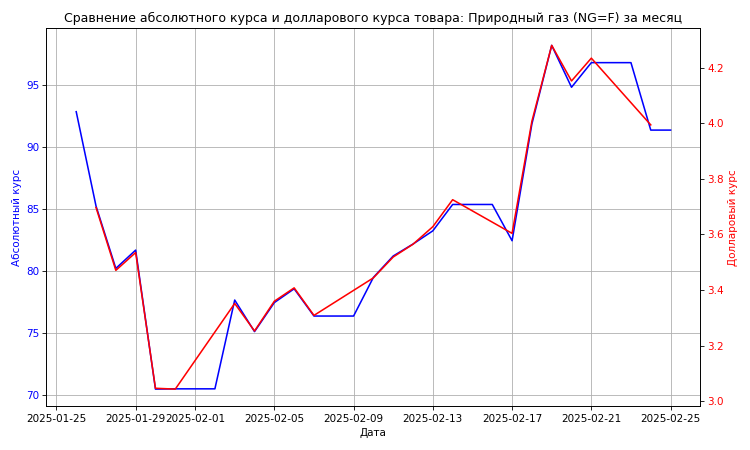 Сравнение абсолютного курса и долларового курса товара: Природный газ (NG=F) за месяц
Абсолютный курс
95
90
85
80
75
70
4.2
4.0
3.8
3.6
3.4
3.2
3.0
Долларовый курс
2025-01-25 2025-01-29 2025-02-01 2025-02-05 2025-02-09 2025-02-13 2025-02-17 2025-02-21 2025-02-25
Дата